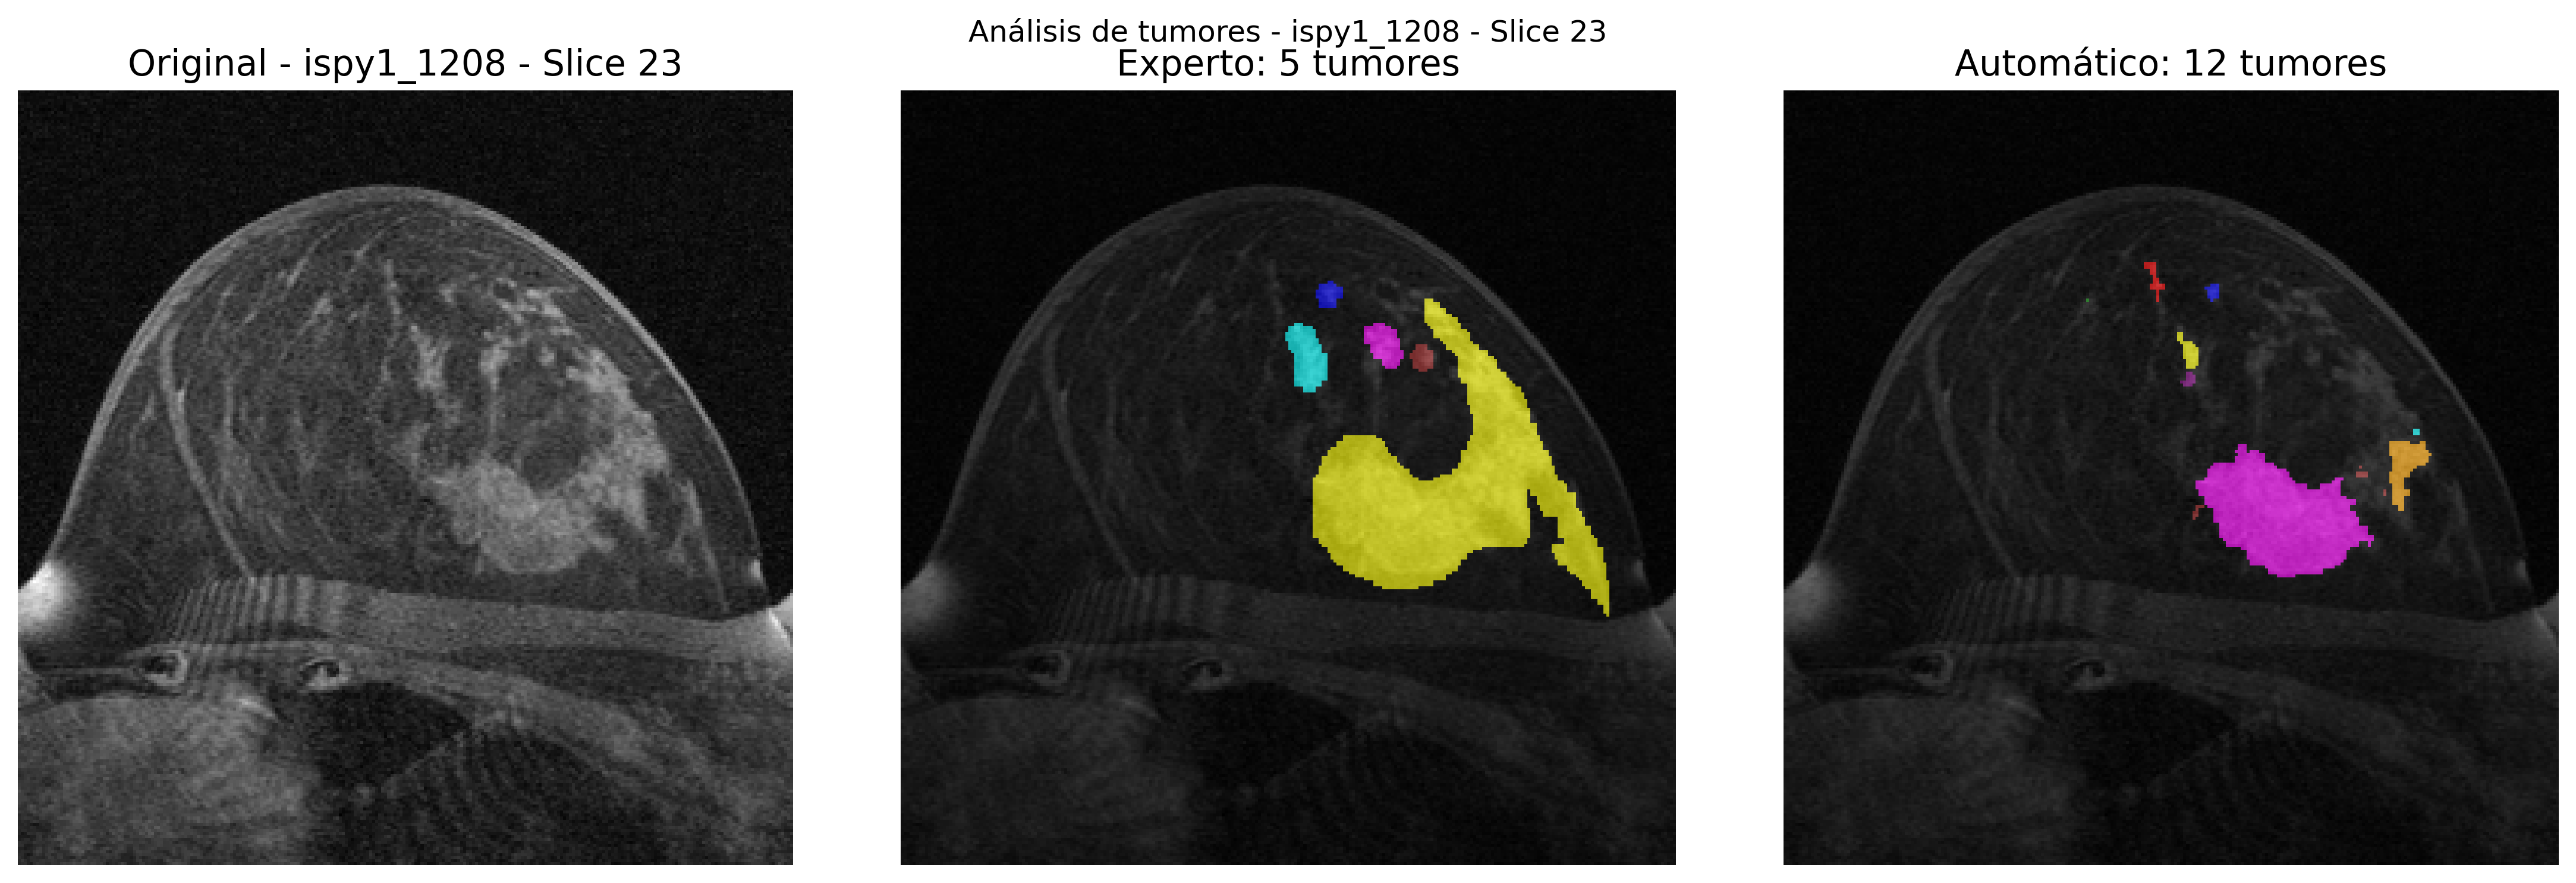 Análisis de tumores - ispy1_1208 - Slice 23
Original - ispy1_1208 - Slice 23
Experto: 5 tumores
Automático: 12 tumores